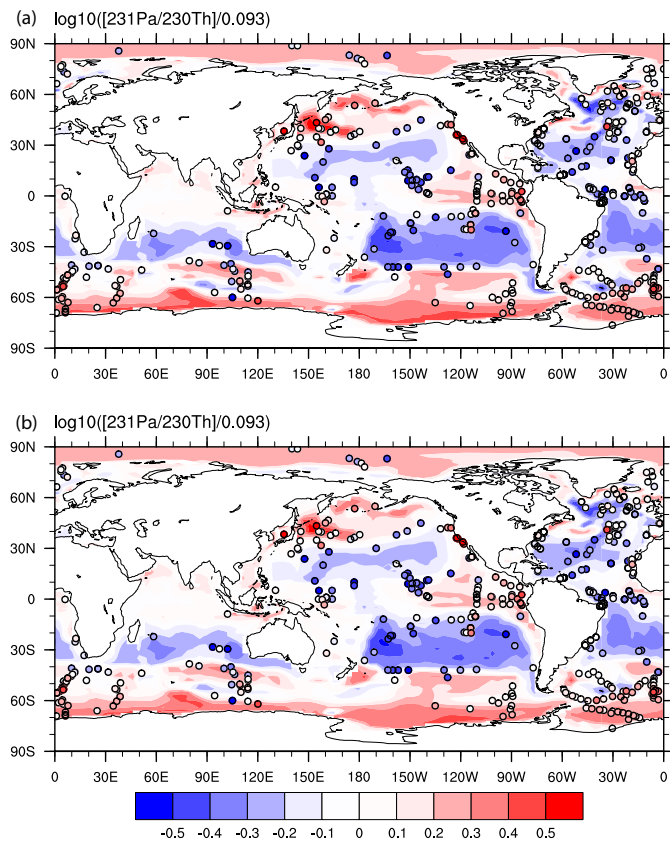 (a) log10([231Pa/230Th]/0.093)
90N
60N
30N
0
30S
60S
90S
0 30E 60E 90E 120E 150E 180 150W 120W 90W 60W 30W 0
(b) log10([231Pa/230Th]/0.093)
90N
60N
30N
0
30S
60S
90S
0 30E 60E 90E 120E 150E 180 150W 120W 90W 60W 30W 0
-0.5 -0.4 -0.3 -0.2 -0.1 0 0.1 0.2 0.3 0.4 0.5